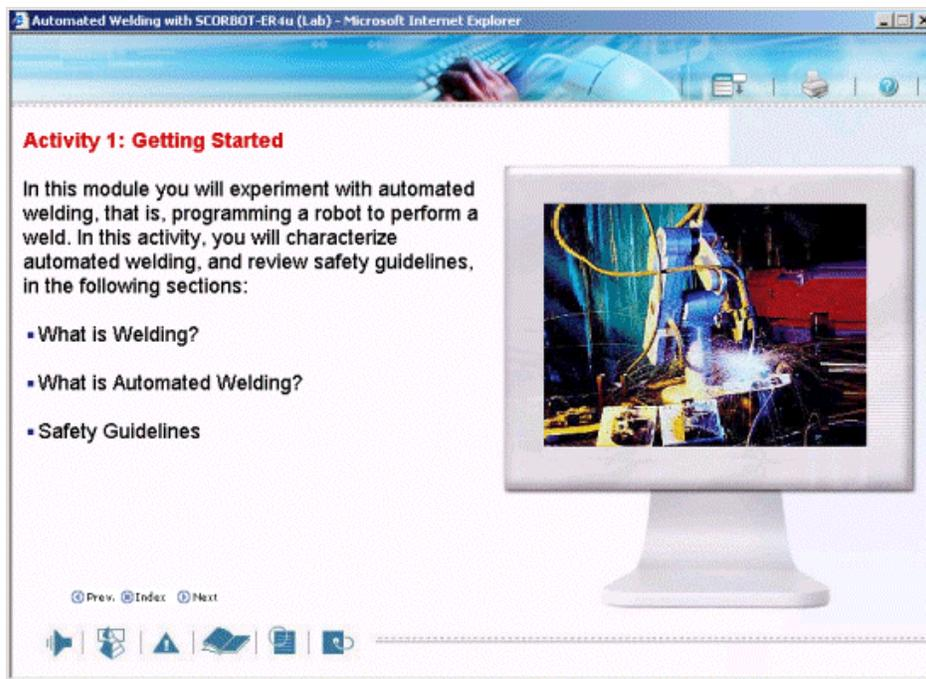 Automated Welding with SCORBOT-ER4u (Lab) - Microsoft Internet Explorer
Activity 1: Getting Started
In this module you will experiment with automated
welding, that is, programming a robot to perform a
weld. In this activity, you will characterize
automated welding, and review safety guidelines,
in the following sections:
▪ What is Welding?
▪ What is Automated Welding?
▪ Safety Guidelines
Prev. Index Next